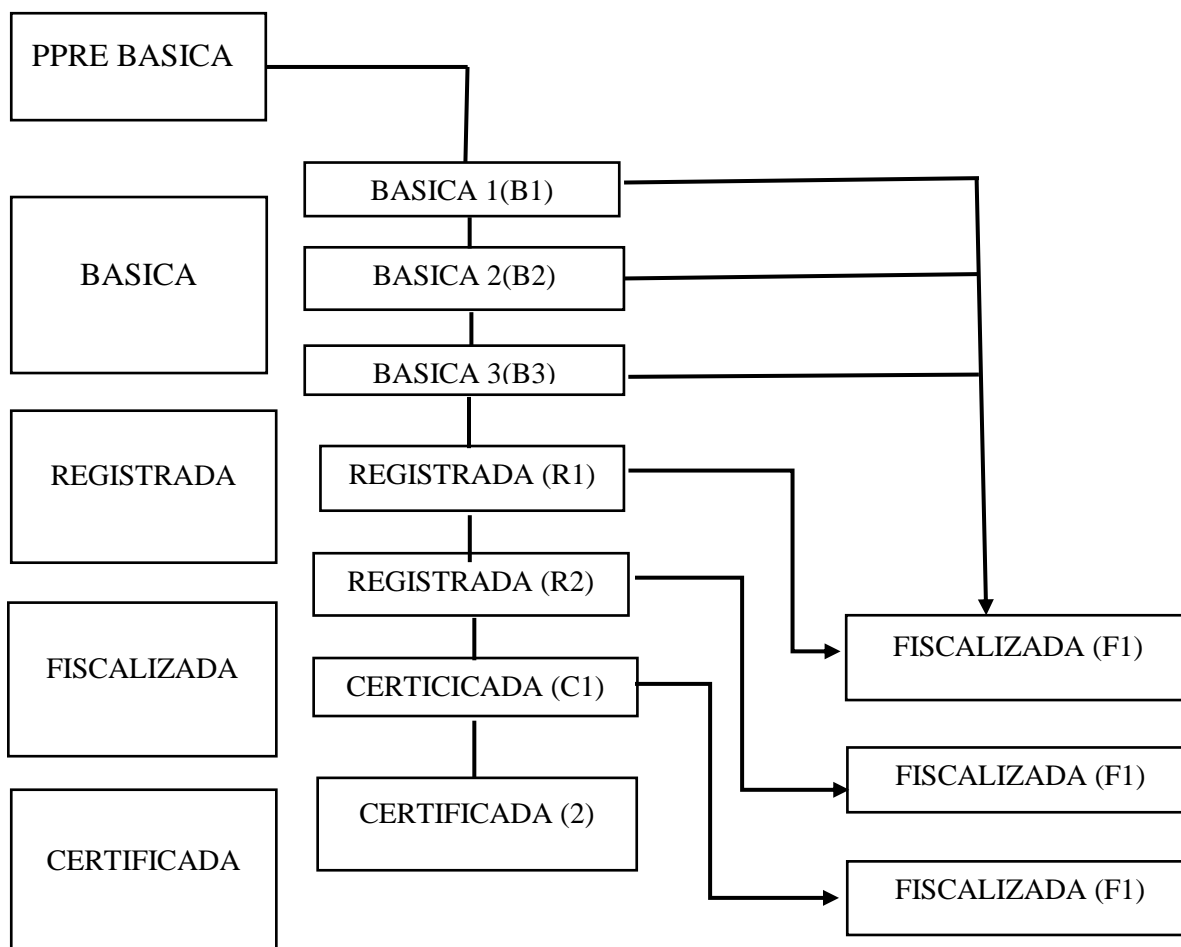 PPRE BASICA
BASICA 1(B1)
BASICA
BASICA 2(B2)
BASICA 3(B3)
REGISTRADA
REGISTRADA (R1)
REGISTRADA (R2)
FISCALIZADA
FISCALIZADA (F1)
CERTICICADA (C1)
FISCALIZADA (F1)
CERTIFICADA (2)
CERTIFICADA
FISCALIZADA (F1)